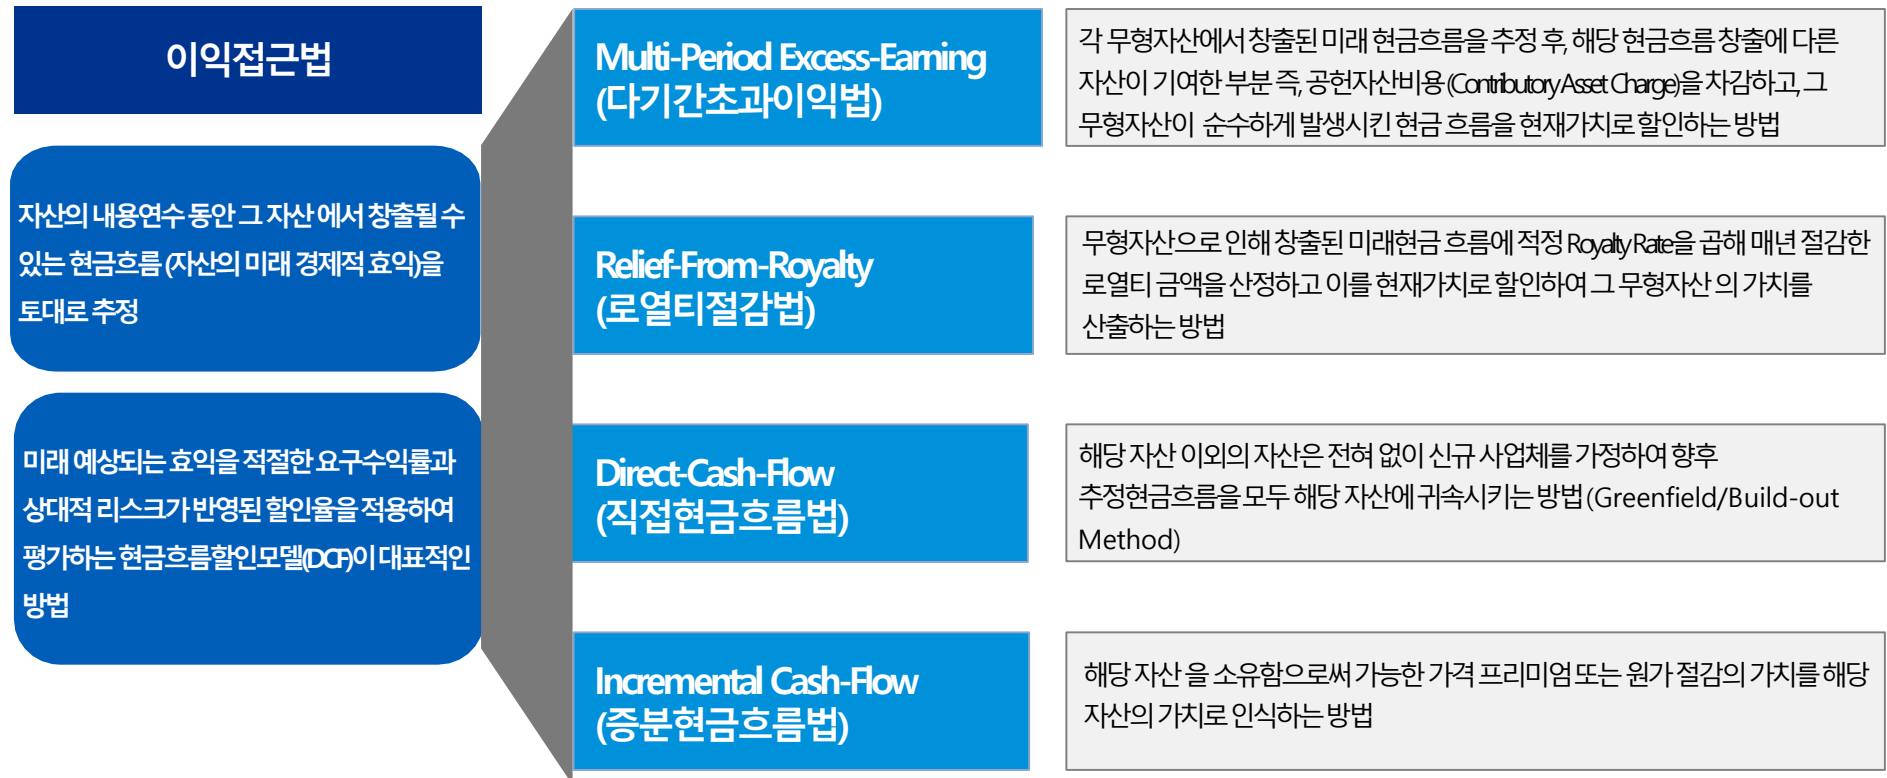 이익접근법
자산의 내용연수 동안 그 자산 에서 창출될 수
있는 현금흐름 (자산의 미래 경제적 효익)을
토대로 추정
미래 예상되는 효익을 적절한 요구수익률과
상대적 리스크가 반영된 할인율을 적용하여
평가하는 현금흐름할인모델(DCF)이 대표적인
방법
Multi-Period Excess-Earning
(다기간초과이익법)
각 무형자산에서 창출된 미래 현금흐름을 추정 후, 해당 현금흐름 창출에 다른
자산이 기여한 부분 즉, 공헌자산비용 (Contributory Asset Charge)을 차감하고, 그
무형자산이 순수하게 발생시킨 현금 흐름을 현재가치로 할인하는 방법
Relief-From-Royalty
(로열티절감법)
무형자산으로 인해 창출된 미래현금 흐름에 적정 Royalty Rate을 곱해 매년 절감한
로열티 금액을 산정하고 이를 현재가치로 할인하여 그 무형자산 의 가치를
산출하는 방법
Direct-Cash-Flow
(직접현금흐름법)
해당 자산 이외의 자산은 전혀 없이 신규 사업체를 가정하여 향후
추정현금흐름을 모두 해당 자산에 귀속시키는 방법 (Greenfield/Build-out
Method)
Incremental Cash-Flow
(증분현금흐름법)
해당 자산 을 소유함으로써 가능한 가격 프리미엄 또는 원가 절감의 가치를 해당
자산의 가치로 인식하는 방법